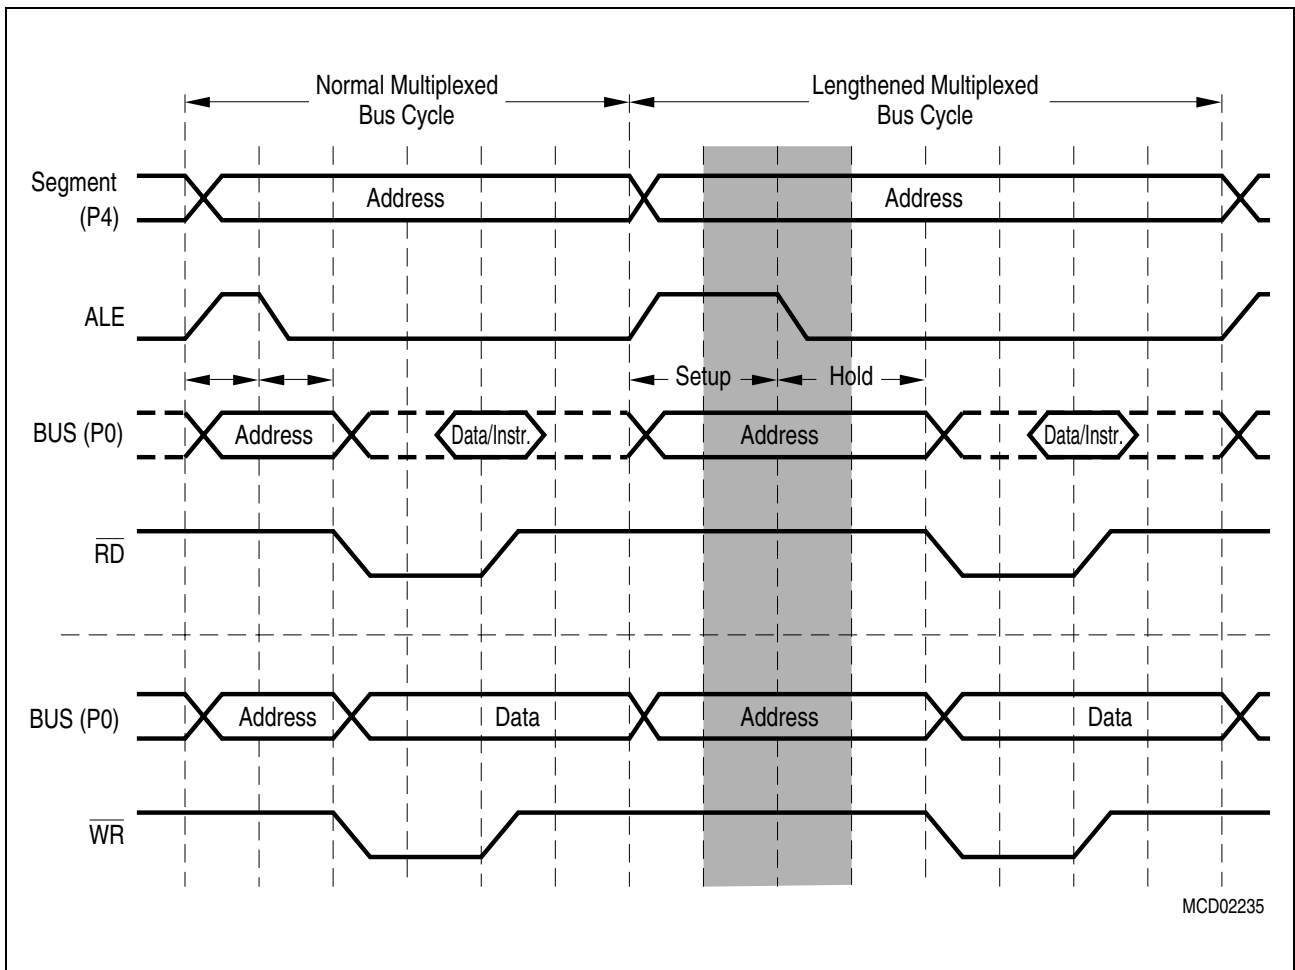 Normal Multiplexed
Bus Cycle
Lengthened Multiplexed
Bus Cycle
Segment
(P4)
Address
Address
ALE
Setup
Hold
BUS (P0)
Address
Data/Instr.
Address
Data/Instr.
RD
BUS (P0)
Address
Data
Address
Data
WR
MCD02235